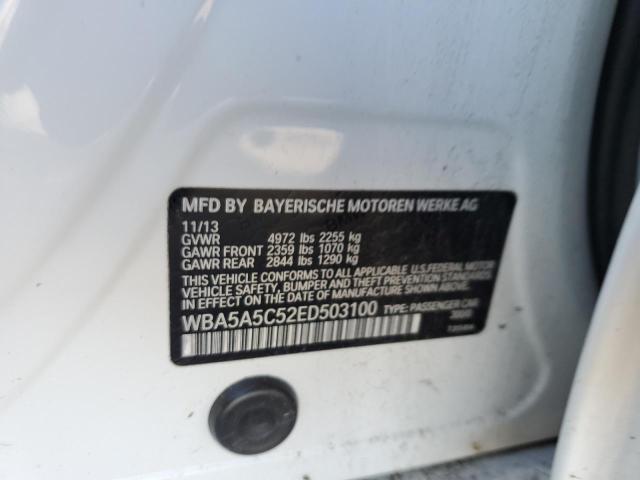 MFD BY BAYERISCHE MOTOREN WERKE AG
11/13
GVWR 4972 lbs 2255 kg
GAWR FRONT 2359 lbs 1070 kg
GAWR REAR 2844 lbs 1290 kg
THIS VEHICLE CONFORMS TO ALL APPLICABLE U.S. FEDERAL MOTOR
VEHICLE SAFETY, BUMPER, AND THEFT PREVENTION STANDARDS
IN EFFECT ON THE DATE OF MANUFACTURE SHOWN ABOVE.
WBA5A5C52ED503100 TYPE: PASSENGER CAR